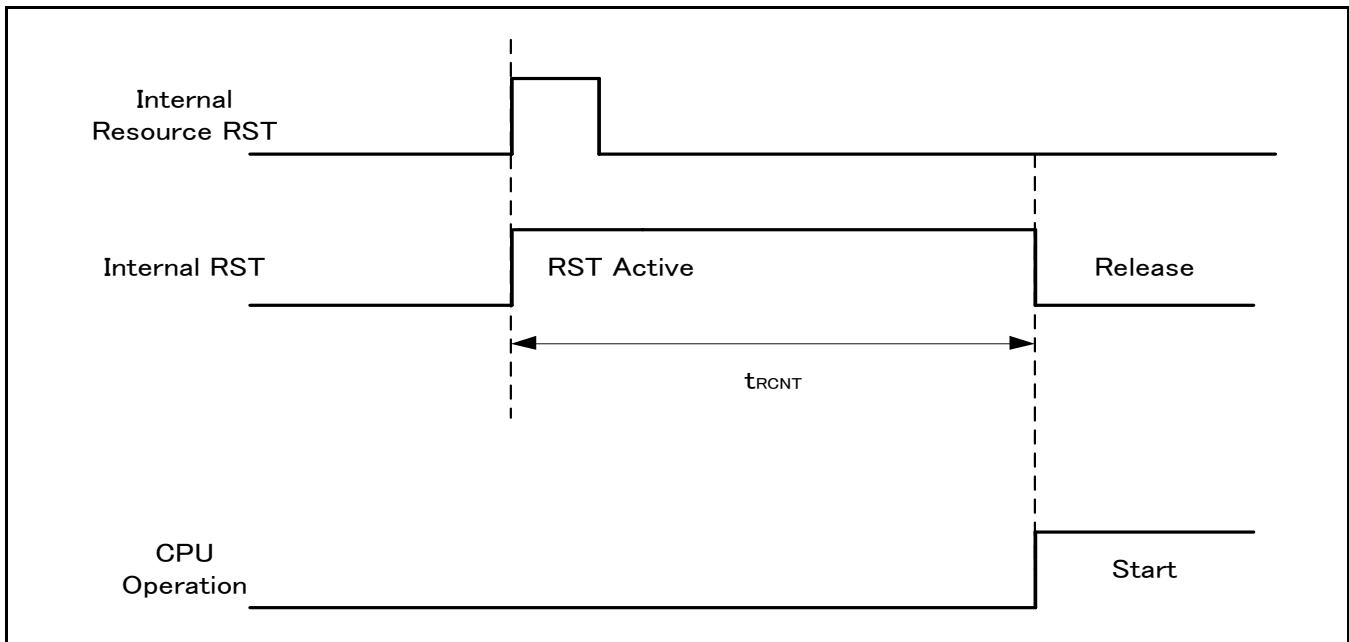 Internal
Resource RST
Internal RST
RST Active
Release
tRCNT
CPU
Operation
Start